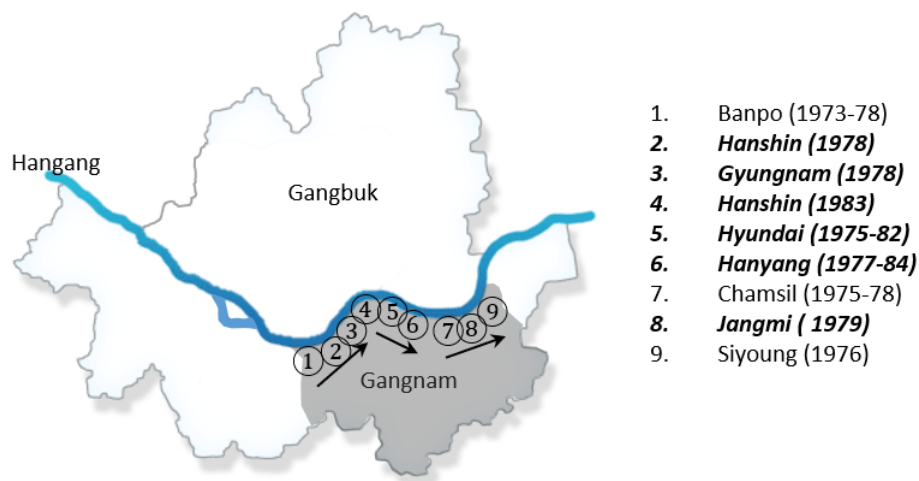 Hangang
Gangbuk
Gangnam
1
2
3
4
5
6
7
8
9
1. Banpo (1973-78)
2. Hanshin (1978)
3. Gyungnam (1978)
4. Hanshin (1983)
5. Hyundai (1975-82)
6. Hanyang (1977-84)
7. Chamsil (1975-78)
8. Jangmi ( 1979)
9. Siyoung (1976)